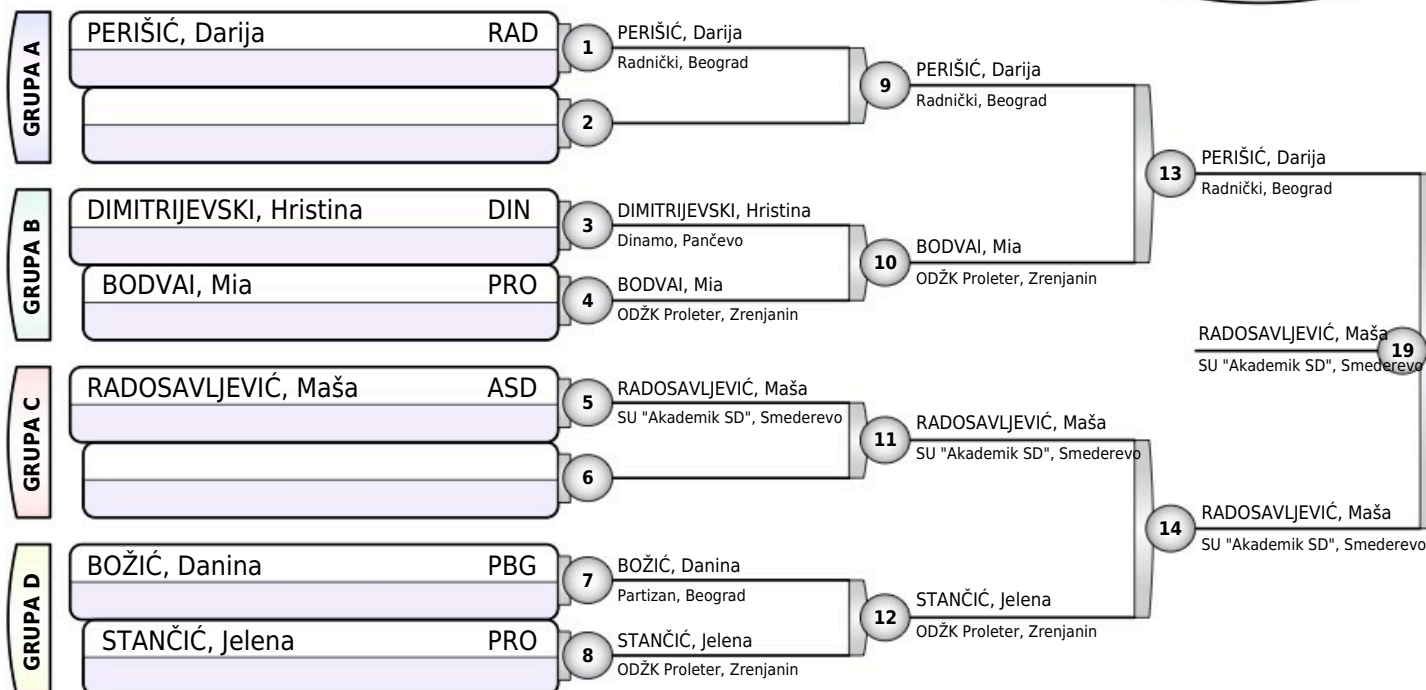 GRUPA A
PERIŠIĆ, Darija RAD
1
PERIŠIĆ, Darija
Radnički, Beograd
2
9
PERIŠIĆ, Darija
Radnički, Beograd
GRUPA B
DIMITRIJEVSKI, Hristina DIN
3
DIMITRIJEVSKI, Hristina
Dinamo, Pančevo
BODVAI, Mia PRO
4
BODVAI, Mia
ODŽK Proleter, Zrenjanin
10
BODVAI, Mia
ODŽK Proleter, Zrenjanin
13
PERIŠIĆ, Darija
Radnički, Beograd
GRUPA C
RADOSAVLJEVIĆ, Maša ASD
5
RADOSAVLJEVIĆ, Maša
SU "Akademik SD", Smederevo
6
11
RADOSAVLJEVIĆ, Maša
SU "Akademik SD", Smederevo
GRUPA D
BOŽIĆ, Danina PBG
7
BOŽIĆ, Danina
Partizan, Beograd
STANČIĆ, Jelena PRO
8
STANČIĆ, Jelena
ODŽK Proleter, Zrenjanin
12
STANČIĆ, Jelena
ODŽK Proleter, Zrenjanin
14
RADOSAVLJEVIĆ, Maša
SU "Akademik SD", Smederevo
RADOSAVLJEVIĆ, Maša
19
SU "Akademik SD", Smederevo